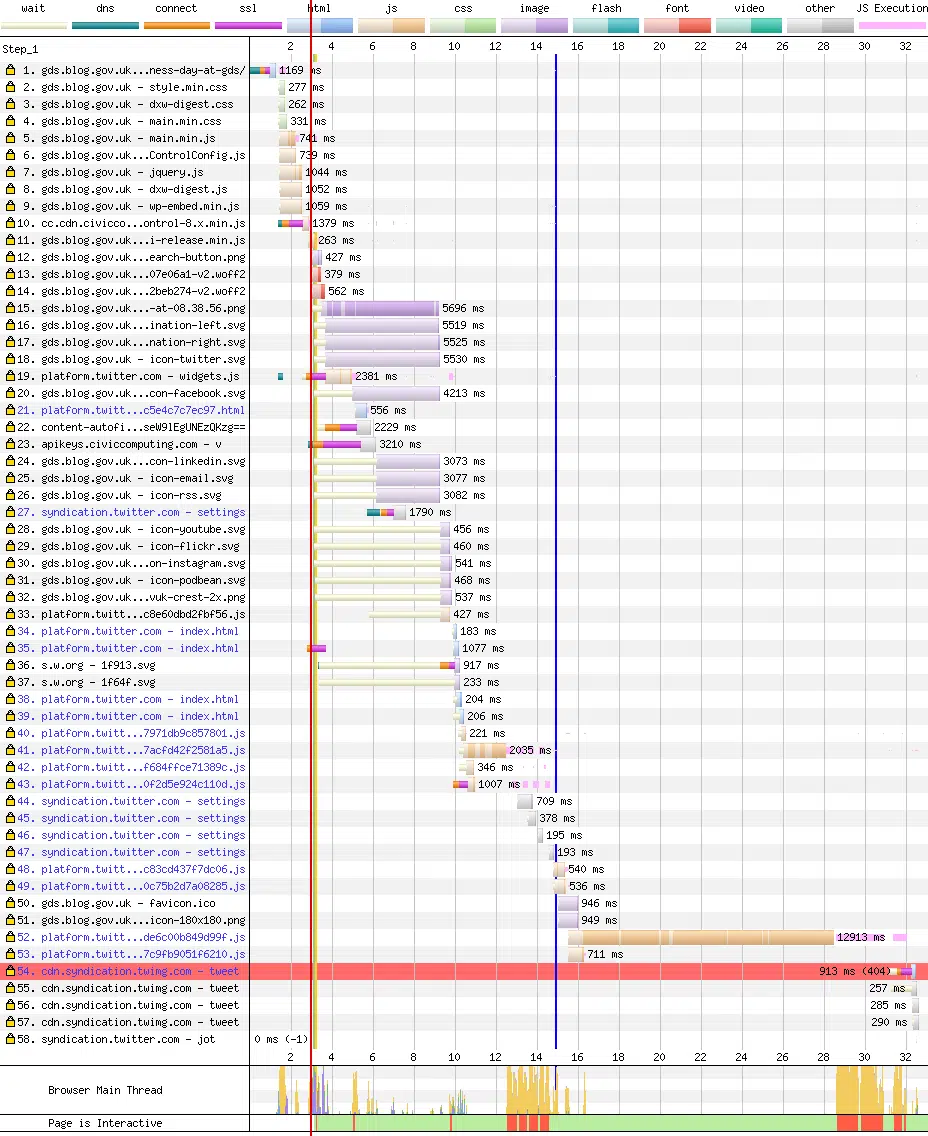 wait dns connect ssl html js css image flash font video other JS Execution
Step_1 2 4 6 8 10 12 14 16 18 20 22 24 26 28 30 32
1. gds.blog.gov.uk...ness-day-at-gds/ 1169 ms
2. gds.blog.gov.uk - style.min.css 277 ms
3. gds.blog.gov.uk - dxw-digest.css 262 ms
4. gds.blog.gov.uk - main.min.css 331 ms
5. gds.blog.gov.uk - main.min.js 741 ms
6. gds.blog.gov.uk...ControlConfig.js 739 ms
7. gds.blog.gov.uk - jquery.js 1044 ms
8. gds.blog.gov.uk - dxw-digest.js 1052 ms
9. gds.blog.gov.uk - wp-embed.min.js 1059 ms
10. cc.cdn.civicco...ontrol-8.x.min.js 1379 ms
11. gds.blog.gov.uk...i-release.min.js 263 ms
12. gds.blog.gov.uk...earch-button.png 427 ms
13. gds.blog.gov.uk...07e06a1-v2.woff2 379 ms
14. gds.blog.gov.uk...2beb274-v2.woff2 562 ms
15. gds.blog.gov.uk...-at-08.38.56.png 5696 ms
16. gds.blog.gov.uk...ination-left.svg 5519 ms
17. gds.blog.gov.uk...nation-right.svg 5525 ms
18. gds.blog.gov.uk - icon-twitter.svg 5530 ms
19. platform.twitter.com - widgets.js 2381 ms
20. gds.blog.gov.uk...con-facebook.svg 4213 ms
21. platform.twitt...c5e4c7c7ec97.html 556 ms
22. content-autofi...seW9lEgUNEzQKzg== 2229 ms
23. apikeys.civiccomputing.com - v 3210 ms
24. gds.blog.gov.uk...con-linkedin.svg 3073 ms
25. gds.blog.gov.uk - icon-email.svg 3077 ms
26. gds.blog.gov.uk - icon-rss.svg 3082 ms
27. syndication.twitter.com - settings 1790 ms
28. gds.blog.gov.uk - icon-youtube.svg 456 ms
29. gds.blog.gov.uk - icon-flickr.svg 460 ms
30. gds.blog.gov.uk...on-instagram.svg 541 ms
31. gds.blog.gov.uk - icon-podbean.svg 468 ms
32. gds.blog.gov.uk...vuk-crest-2x.png 537 ms
33. platform.twitt...c8e60dbd2fbf56.js 427 ms
34. platform.twitter.com - index.html 183 ms
35. platform.twitter.com - index.html 1077 ms
36. s.w.org - 1f913.svg 917 ms
37. s.w.org - 1f64f.svg 233 ms
38. platform.twitter.com - index.html 204 ms
39. platform.twitter.com - index.html 206 ms
40. platform.twitt...7971db9c857801.js 221 ms
41. platform.twitt...7acfd42f2581a5.js 2035 ms
42. platform.twitt...f684ffce71389c.js 346 ms
43. platform.twitt...0f2d5e924c110d.js 1007 ms
44. syndication.twitter.com - settings 709 ms
45. syndication.twitter.com - settings 378 ms
46. syndication.twitter.com - settings 195 ms
47. syndication.twitter.com - settings 193 ms
48. platform.twitt...c83cd437f7dc06.js 540 ms
49. platform.twitt...0c75b2d7a08285.js 536 ms
50. gds.blog.gov.uk - favicon.ico 946 ms
51. gds.blog.gov.uk...icon-180x180.png 949 ms
52. platform.twitt...de6c00b849d99f.js 12913 ms
53. platform.twitt...7c9fb9051f6210.js 711 ms
54. cdn.syndication.twimg.com - tweet 913 ms (404)
55. cdn.syndication.twimg.com - tweet 257 ms
56. cdn.syndication.twimg.com - tweet 285 ms
57. cdn.syndication.twimg.com - tweet 290 ms
58. syndication.twitter.com - jot 0 ms (-1)
2 4 6 8 10 12 14 16 18 20 22 24 26 28 30 32
Browser Main Thread
Page is Interactive